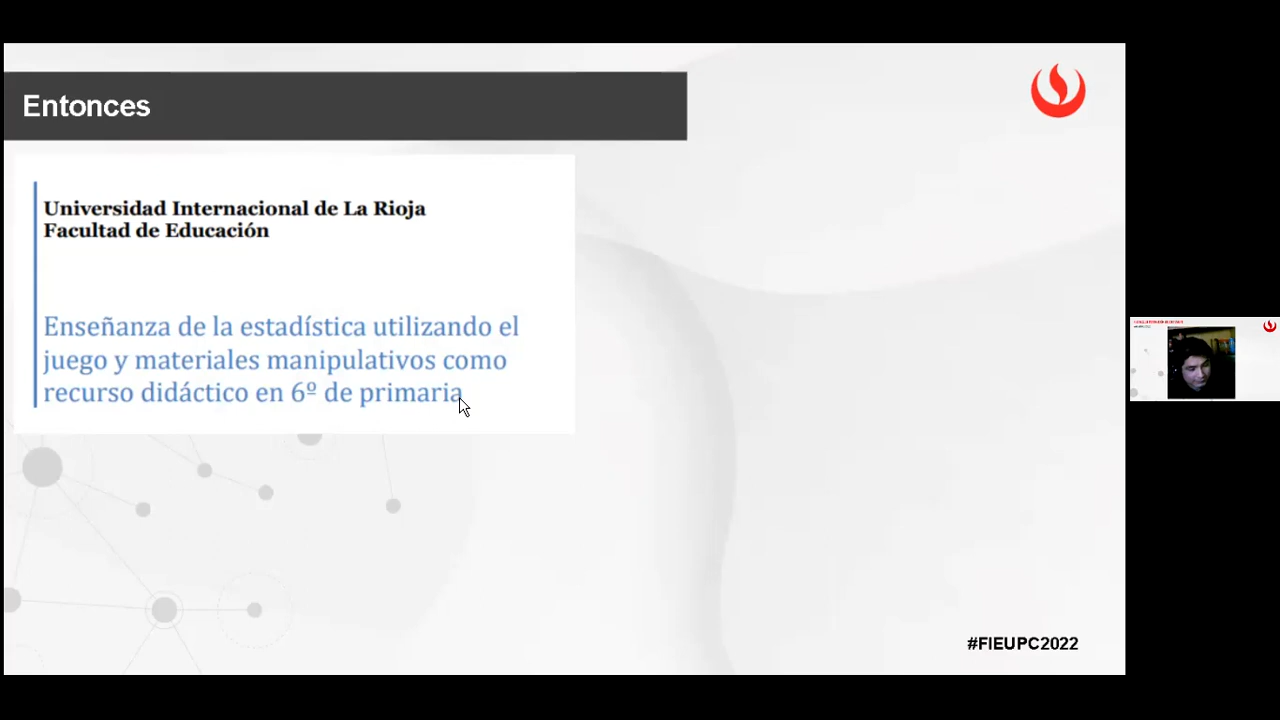 Entonces
Universidad Internacional de La Rioja
Facultad de Educación
Enseñanza de la estadística utilizando el
juego y materiales manipulativos como
recurso didáctico en 6º de primaria
#FIEUPC2022